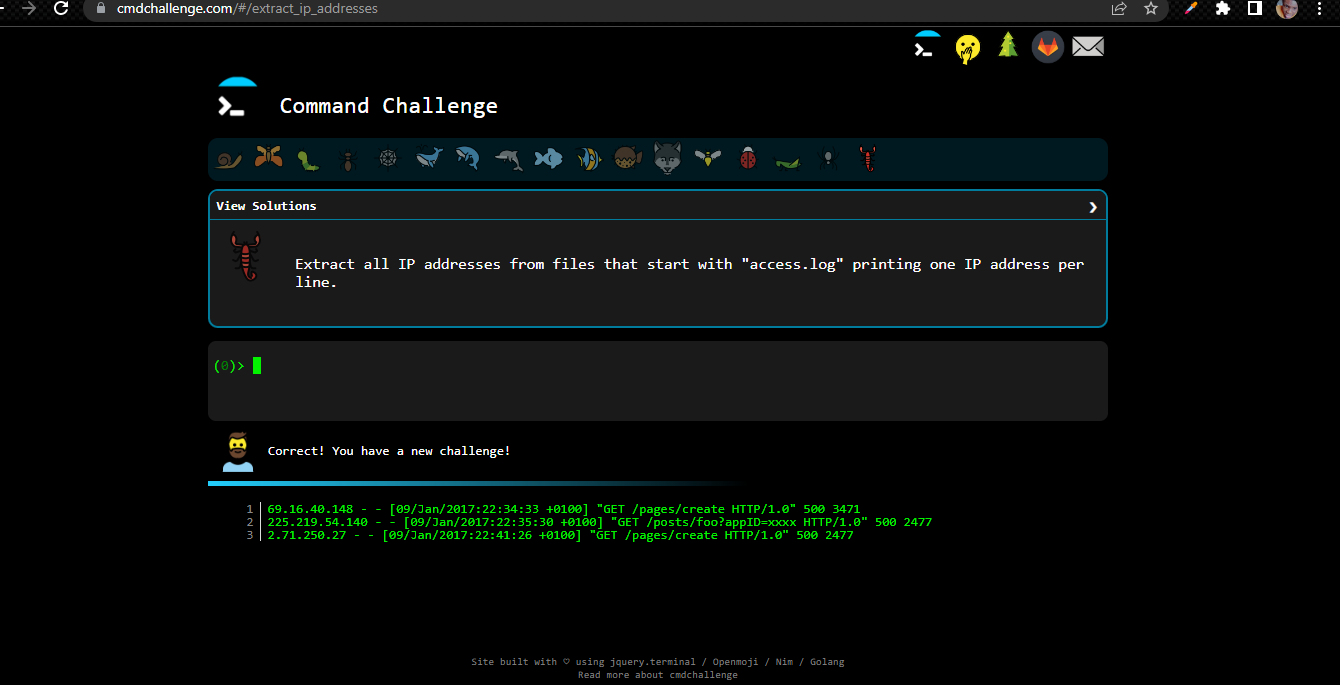 cmdchallenge.com/#/extract_ip_addresses
Command Challenge
View Solutions
Extract all IP addresses from files that start with "access.log" printing one IP address per
line.
(0)>
Correct! You have a new challenge!
1 69.16.40.148 - - [09/Jan/2017:22:34:33 +0100] "GET /pages/create HTTP/1.0" 500 3471
2 225.219.54.140 - - [09/Jan/2017:22:35:30 +0100] "GET /posts/foo?appID=xxxx HTTP/1.0" 500 2477
3 2.71.250.27 - - [09/Jan/2017:22:41:26 +0100] "GET /pages/create HTTP/1.0" 500 2477
Site built with ♡ using jquery.terminal / Openmoji / Nim / Golang
Read more about cmdchallenge